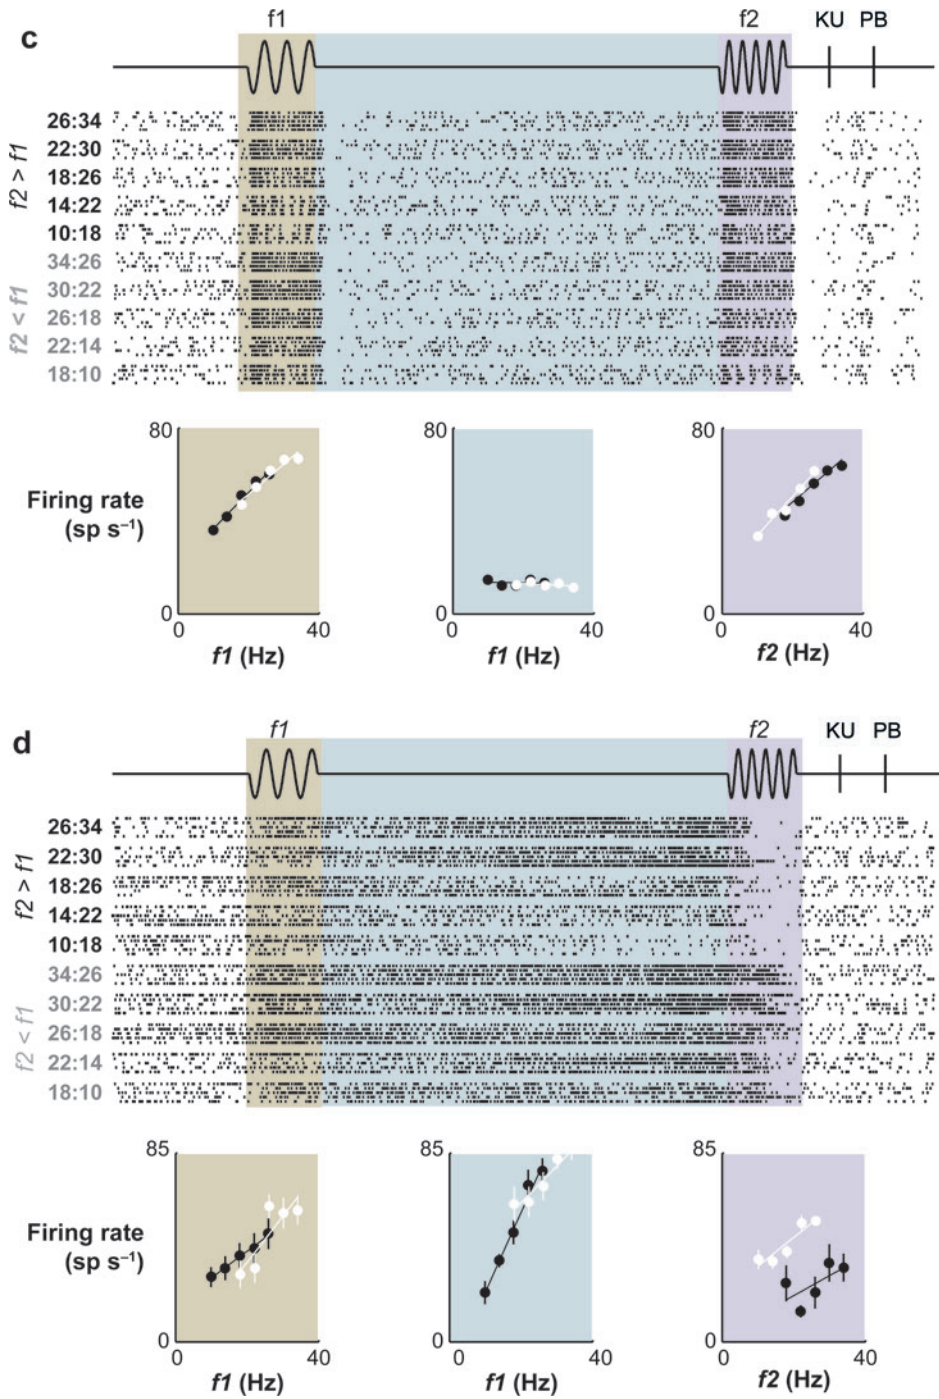 c
f1 f2 KU PB
f2 > f1
26:34
22:30
18:26
14:22
10:18
f2 < f1
34:26
30:22
26:18
22:14
18:10
Firing rate
(sp s⁻¹)
80
0
0 40
f1 (Hz)
80
0
0 40
f1 (Hz)
80
0
0 40
f2 (Hz)
d
f1 f2 KU PB
f2 > f1
26:34
22:30
18:26
14:22
10:18
f2 < f1
34:26
30:22
26:18
22:14
18:10
Firing rate
(sp s⁻¹)
85
0
0 40
f1 (Hz)
85
0
0 40
f1 (Hz)
85
0
0 40
f2 (Hz)